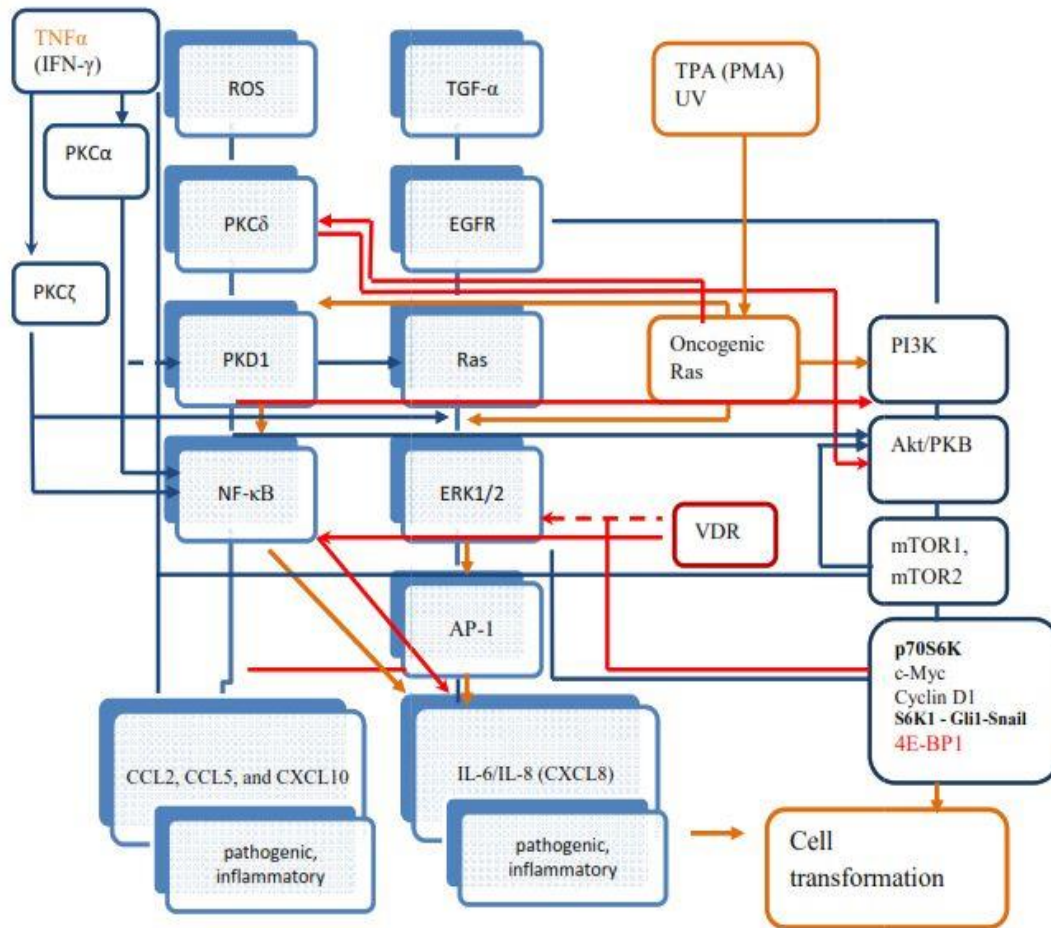 TNFα
(IFN-γ)
ROS
TGF-α
TPA (PMA)
UV
PKCα
PKCδ
EGFR
PKCζ
PKD1
Ras
Oncogenic
Ras
PI3K
NF-κB
ERK1/2
Akt/PKB
VDR
mTOR1,
mTOR2
AP-1
p70S6K
c-Myc
Cyclin D1
S6K1 - Gli1-Snail
4E-BP1
CCL2, CCL5, and CXCL10
IL-6/IL-8 (CXCL8)
pathogenic,
inflammatory
pathogenic,
inflammatory
Cell
transformation